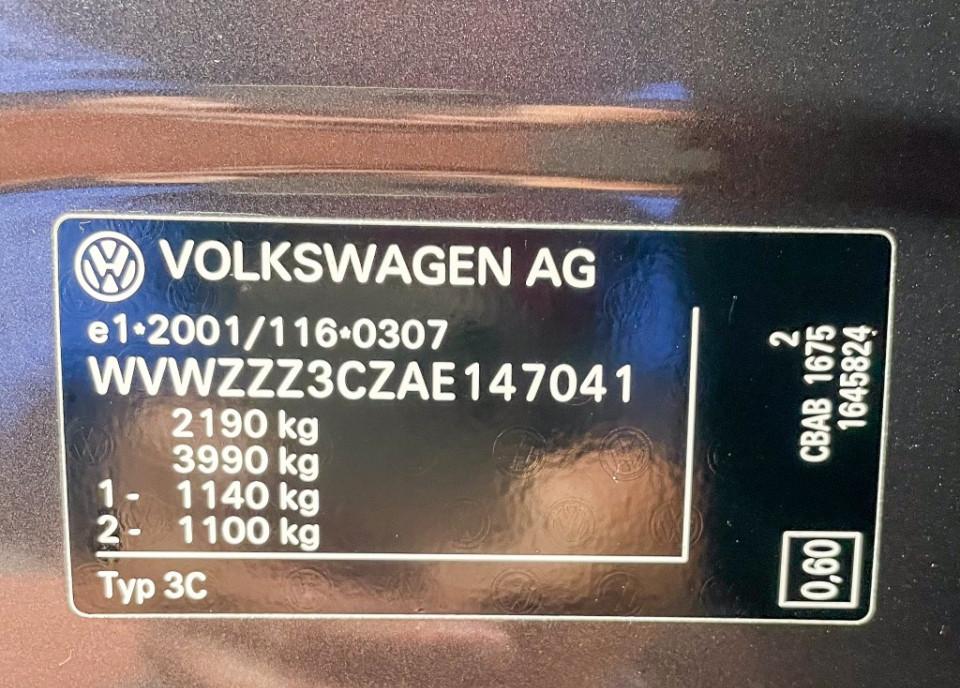 VOLKSWAGEN AG
e1*2001/116*0307
WVWZZZ3CZAE147041
2190 kg
3990 kg
1- 1140 kg
2- 1100 kg
Typ 3C
2
CBAB 1675
1645824
0,60